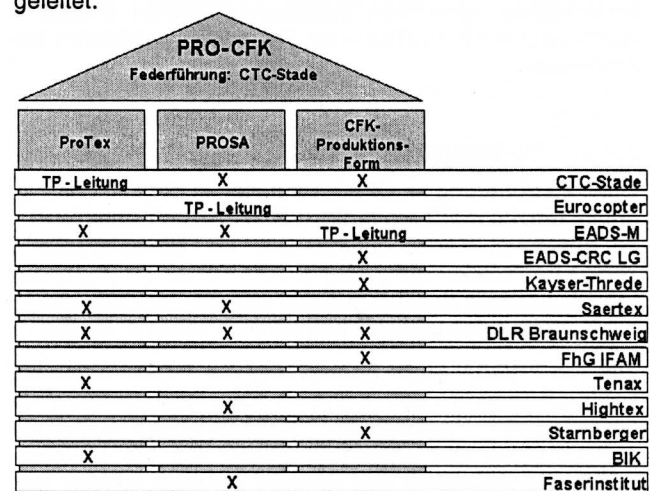 geleitet.
PRO-CFK
Federführung: CTC-Stade
ProTex PROSA CFK-
Produktions-
Form
TP - Leitung X X CTC-Stade
TP - Leitung Eurocopter
X X TP - Leitung EADS-M
X EADS-CRC LG
X Kayser-Threde
X X Saertex
X X X DLR Braunschweig
X FhG IFAM
X Tenax
X Hightex
X Starnberger
X BIK
X Faserinstitut